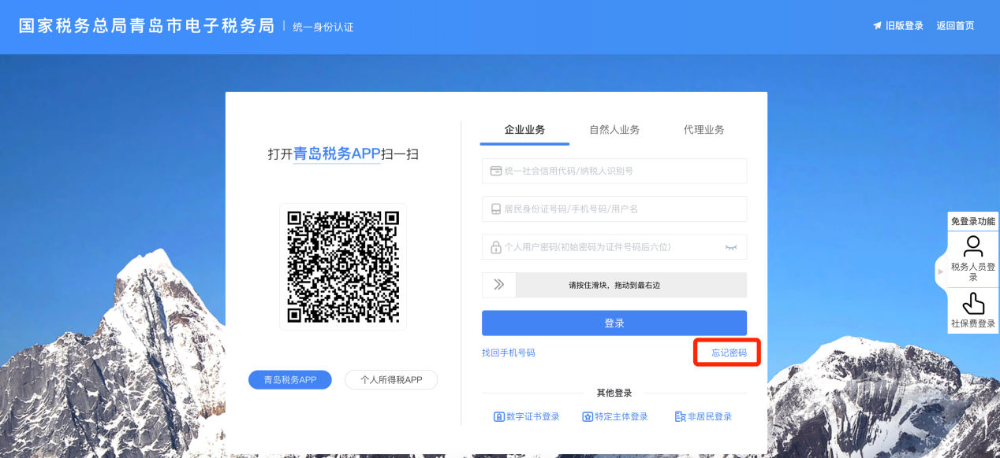 国家税务总局青岛市电子税务局 | 统一身份认证
旧版登录 返回首页
打开青岛税务APP扫一扫
青岛税务APP 个人所得税APP
企业业务 自然人业务 代理业务
统一社会信用代码/纳税人识别号
居民身份证号码/手机号码/用户名
个人用户密码(初始密码为证件号码后六位)
请按住滑块，拖动到最右边
登录
找回手机号码 忘记密码
其他登录
数字证书登录 特定主体登录 非居民登录
免登录功能
税务人员登
录
社保费登录